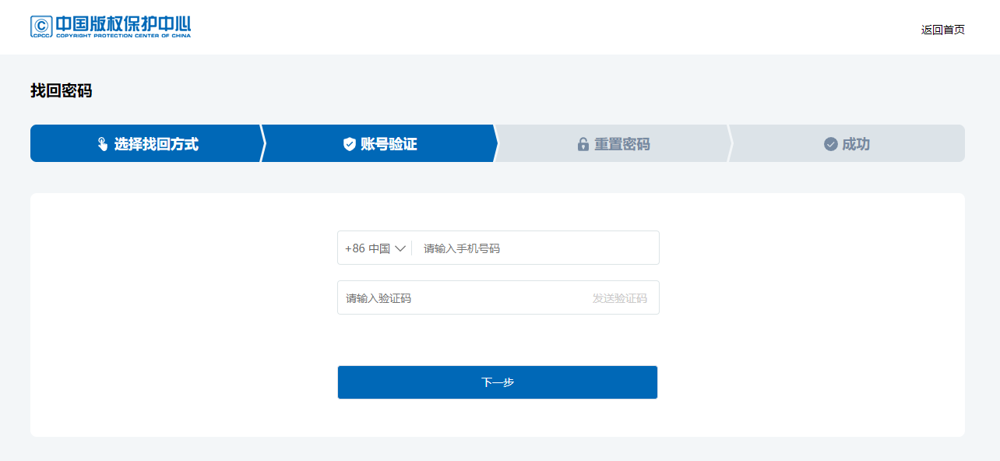 中国版权保护中心
CPCC COPYRIGHT PROTECTION CENTER OF CHINA
返回首页
找回密码
选择找回方式 账号验证 重置密码 成功
+86 中国 请输入手机号码
请输入验证码 发送验证码
下一步